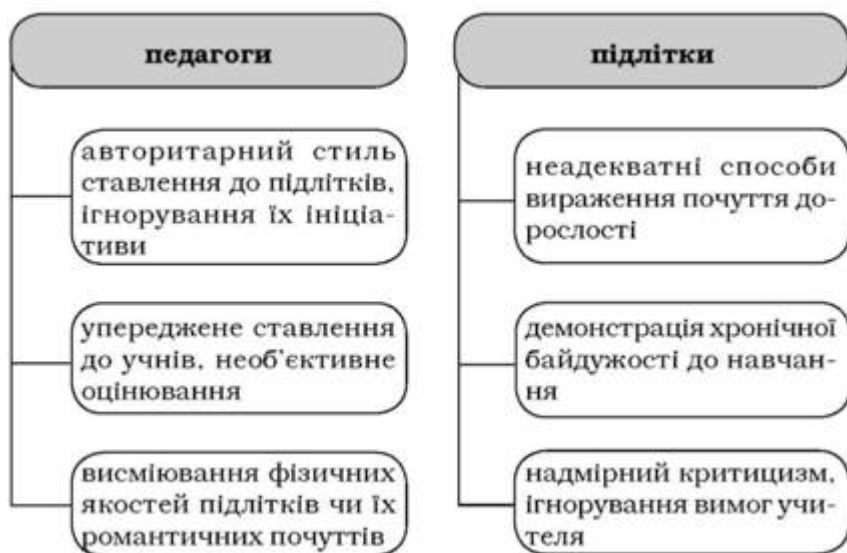 педагоги
авторитарний стиль
ставлення до підлітків,
ігнорування їх ініціа-
тиви
упереджене ставлення
до учнів, необ'єктивне
оцінювання
висміювання фізичних
якостей підлітків чи їх
романтичних почуттів
підлітки
неадекватні способи
вираження почуття до-
рослості
демонстрація хронічної
байдужості до навчан-
ня
надмірний критицизм,
ігнорування вимог учи-
теля